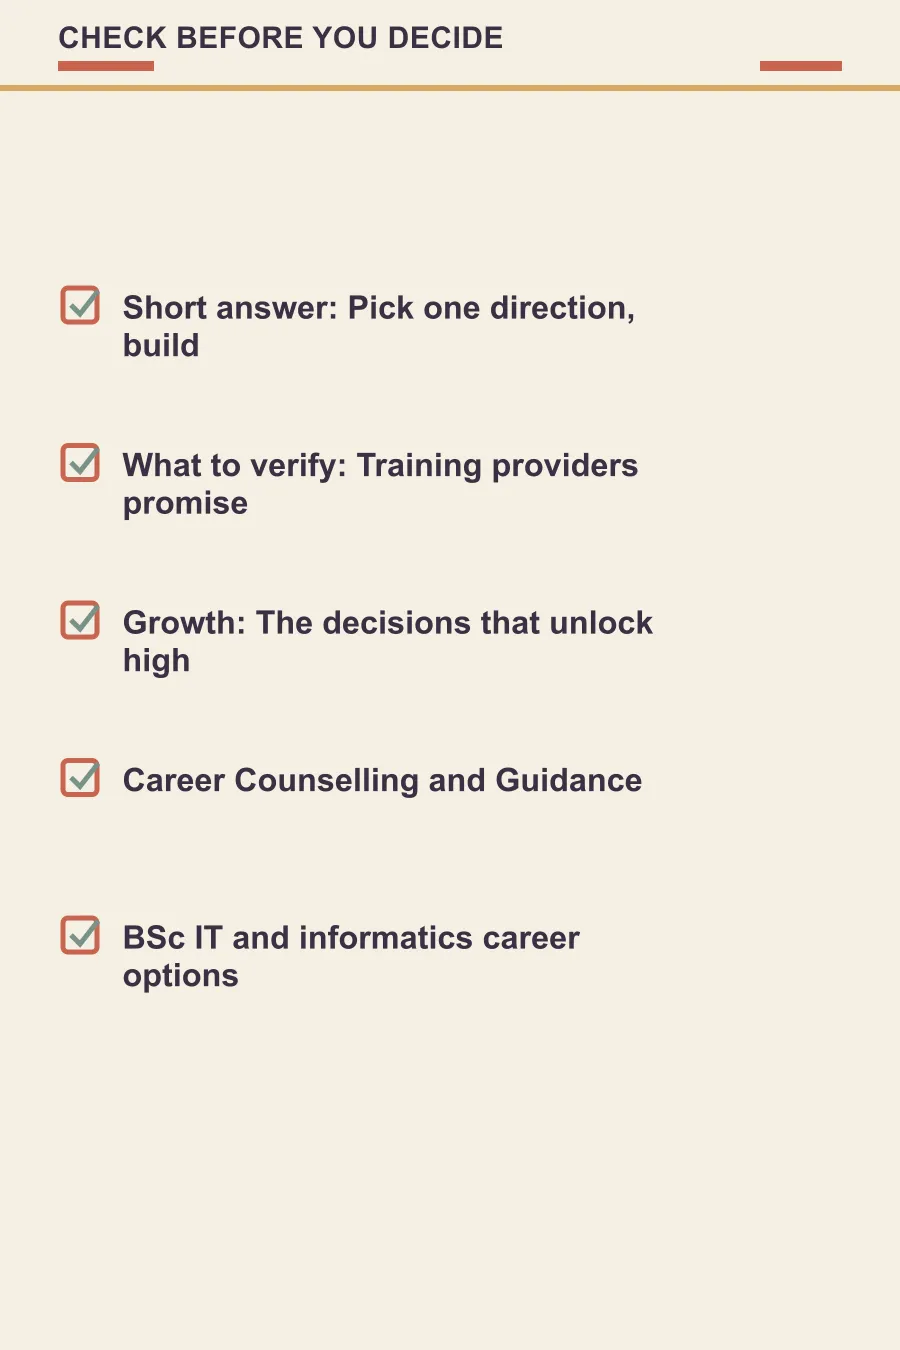 CHECK BEFORE YOU DECIDE
Short answer: Pick one direction,
build
What to verify: Training providers
promise
Growth: The decisions that unlock
high
Career Counselling and Guidance
BSc IT and informatics career
options